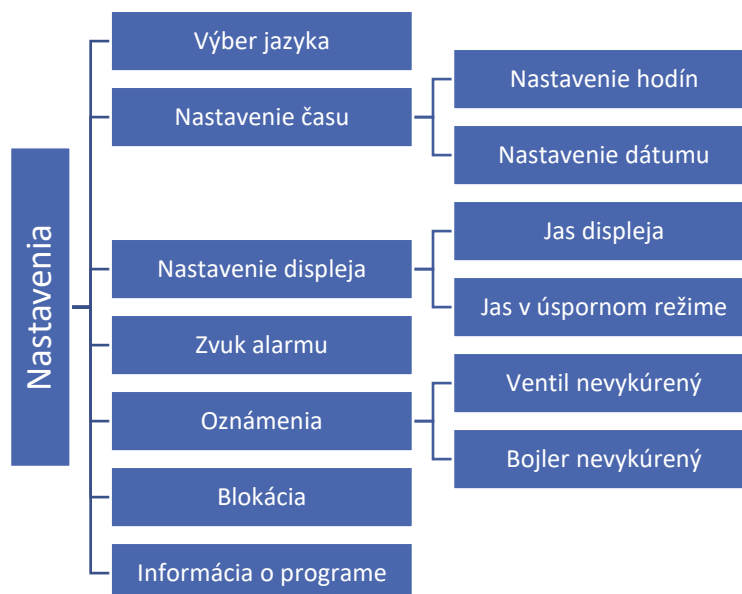 Nastavenia
Výber jazyka
Nastavenie času
Nastavenie hodín
Nastavenie dátumu
Nastavenie displeja
Jas displeja
Jas v úspornom režime
Zvuk alarmu
Oznámenia
Ventil nevykúrený
Bojler nevykúrený
Blokácia
Informácia o programe